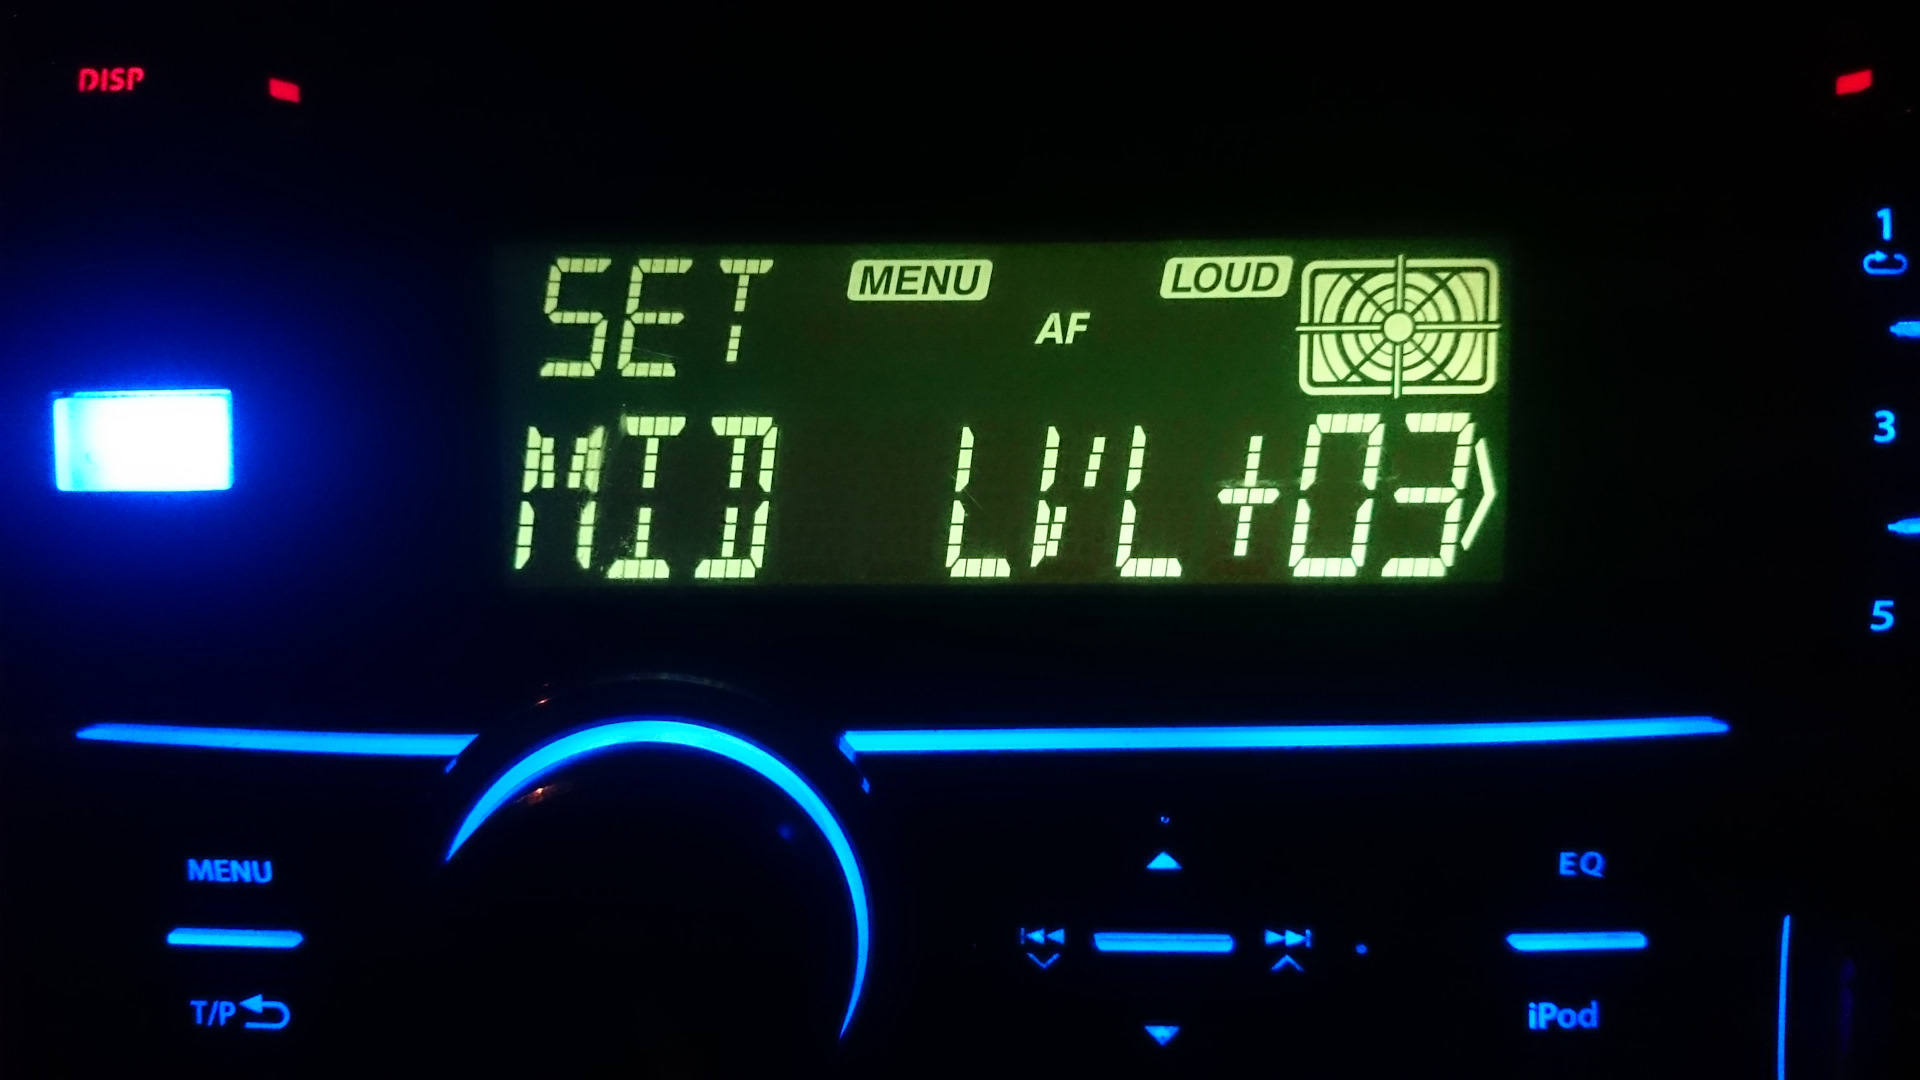 DISP
SET MENU LOUD
AF
MID LVL +03
1
3
5
MENU
EQ
T/P
iPod